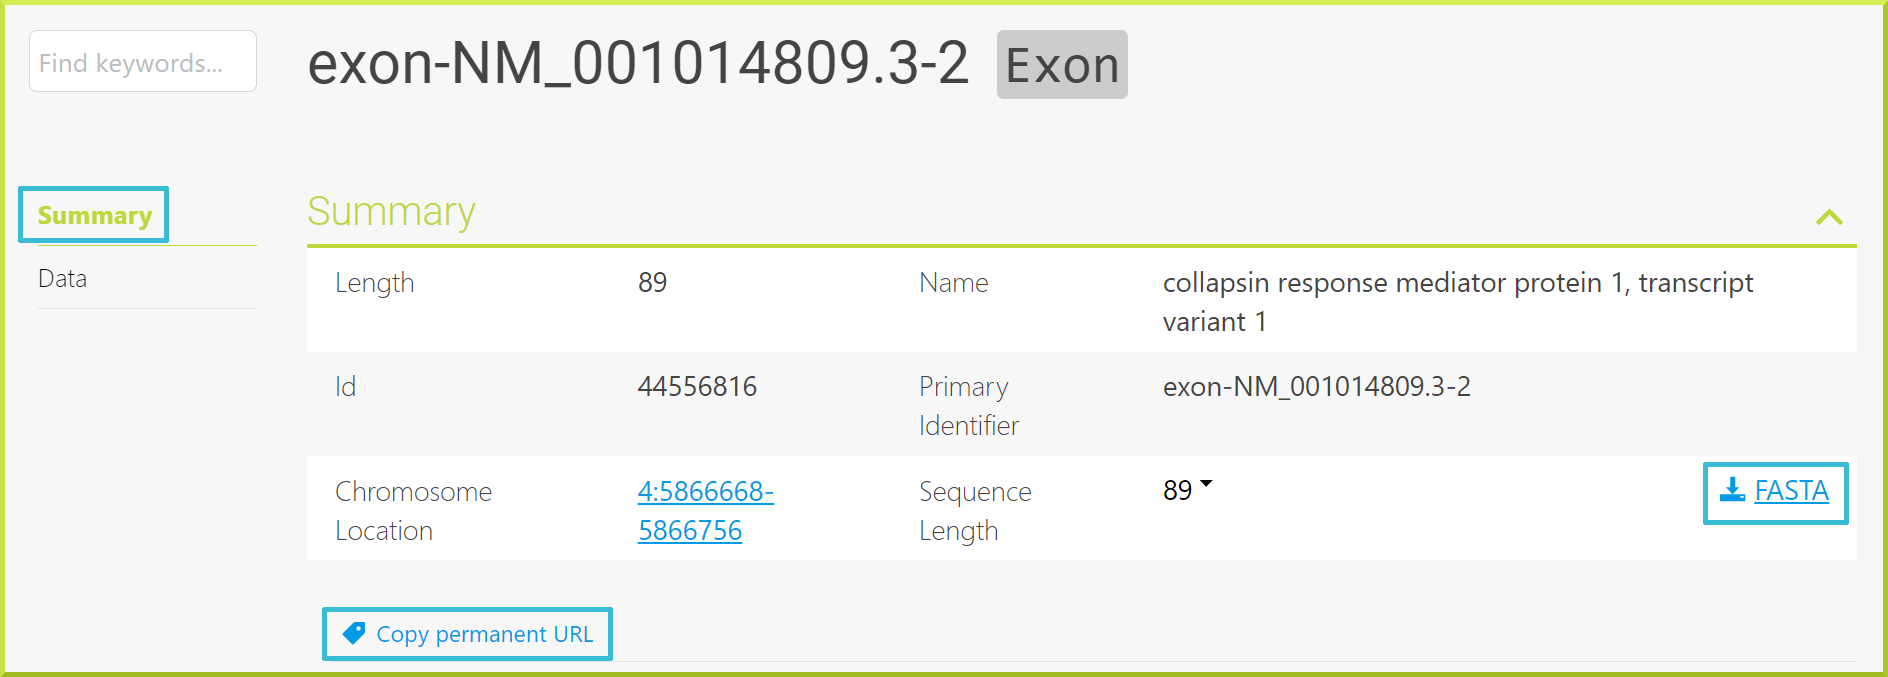 Find keywords...
exon-NM_001014809.3-2 Exon
Summary
Data
Summary
Length 89 Name collapsin response mediator protein 1, transcript
variant 1
Id 44556816 Primary exon-NM_001014809.3-2
Identifier
Chromosome 4:5866668- Sequence 89 FASTA
Location 5866756 Length
Copy permanent URL